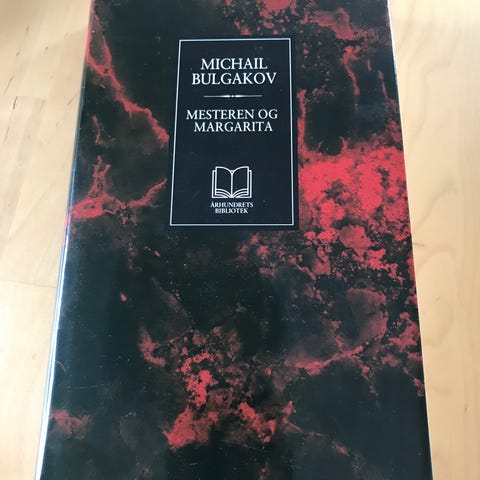 MICHAIL
BULGAKOV
MESTEREN OG
MARGARITA
ÅRHUNDRETS
BIBLIOTEK